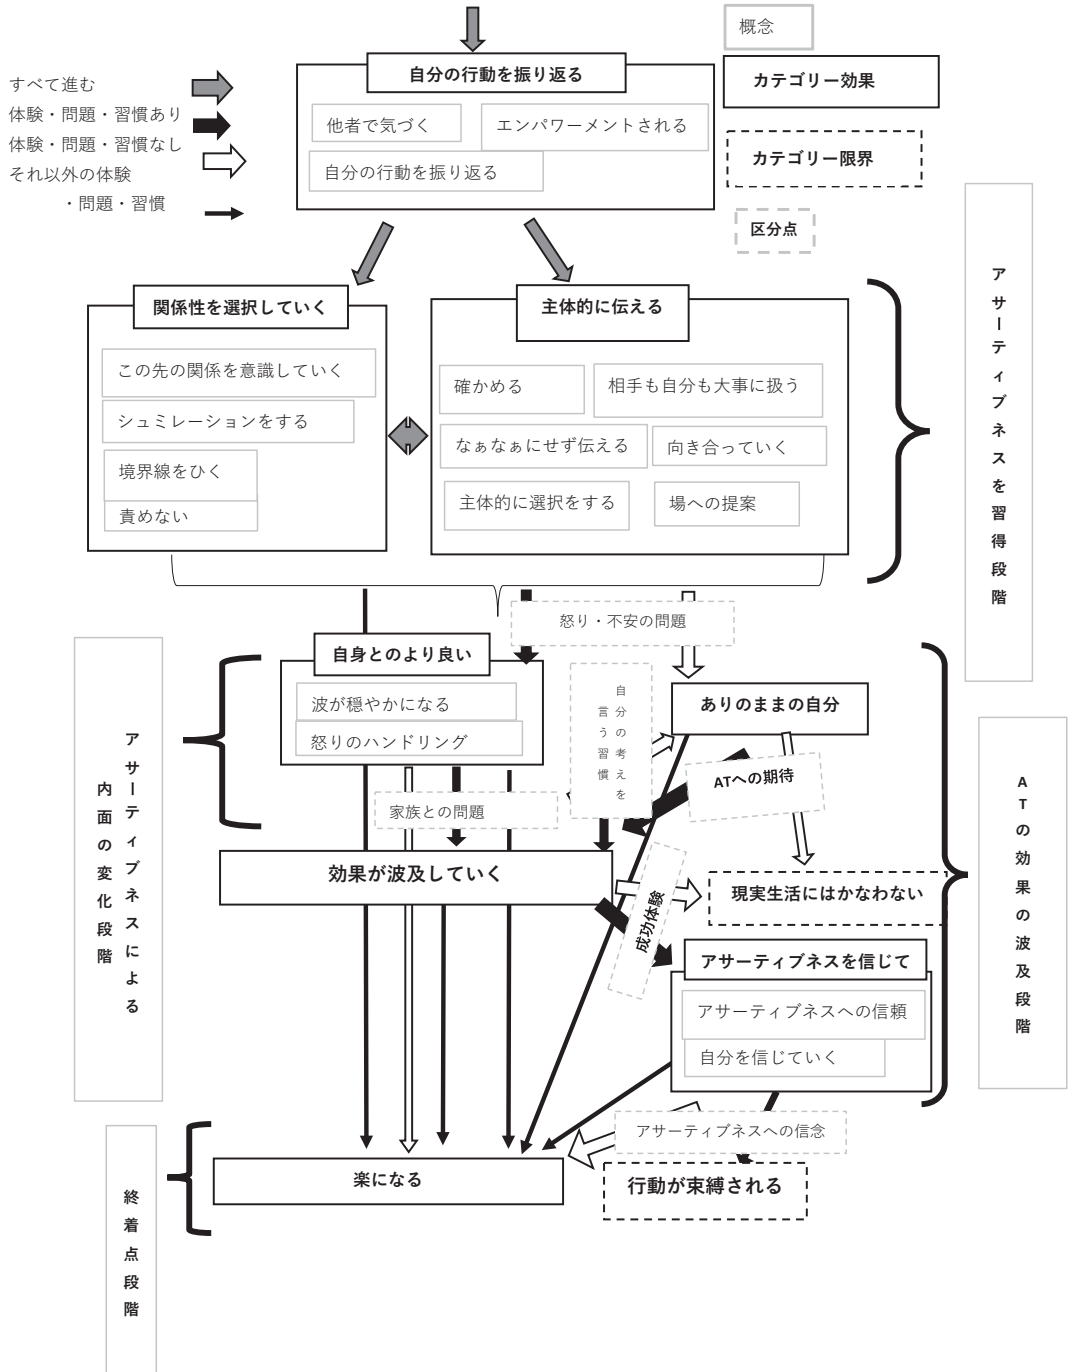 概念
自分の行動を振り返る
カテゴリー効果
すべて進む
体験・問題・習慣あり
体験・問題・習慣なし
それ以外の体験
・問題・習慣
他者で気づく
エンパワーメントされる
自分の行動を振り返る
カテゴリー限界
区分点
アサーティブネスを習得段階
関係性を選択していく
主体的に伝える
この先の関係を意識していく
シュミレーションをする
境界線をひく
責めない
確かめる
相手も自分も大事に扱う
なぁなぁにせず伝える
向き合っていく
主体的に選択をする
場への提案
怒り・不安の問題
自身とのより良い
波が穏やかになる
怒りのハンドリング
自分の考えを
言う習慣
ありのままの自分
ATへの期待
アサーティブネスによる
内面の変化段階
家族との問題
ATの効果の波及段階
効果が波及していく
成功体験
現実生活にはかなわない
アサーティブネスを信じて
アサーティブネスへの信頼
自分を信じていく
アサーティブネスへの信念
楽になる
行動が束縛される
終着点段階